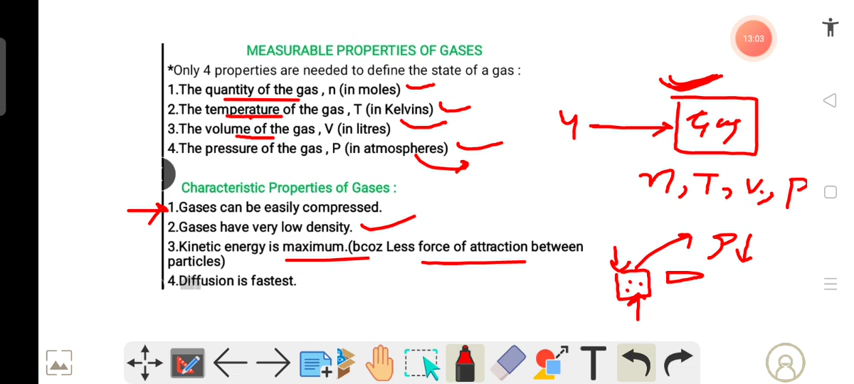 MEASURABLE PROPERTIES OF GASES
*Only 4 properties are needed to define the state of a gas :
1.The quantity of the gas , n (in moles)
2.The temperature of the gas , T (in Kelvins)
3.The volume of the gas , V (in litres)
4.The pressure of the gas , P (in atmospheres)
Characteristic Properties of Gases :
1.Gases can be easily compressed.
2.Gases have very low density.
3.Kinetic energy is maximum.(bcoz Less force of attraction between
particles)
4.Diffusion is fastest.
13:03
4 → Gas
n, T, V, P
P↓
T